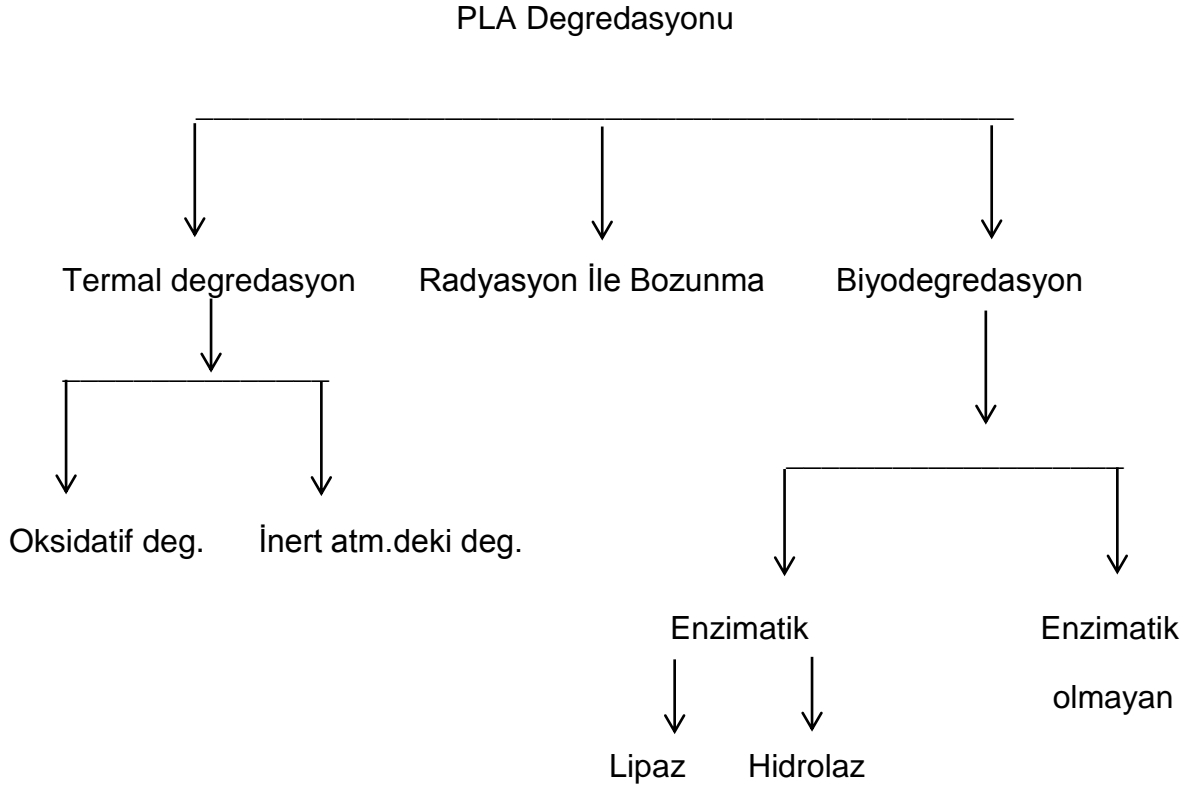 PLA Degredasyonu
Termal degredasyon
Radyasyon İle Bozunma
Biyodegredasyon
Oksidatif deg.
İnert atm.deki deg.
Enzimatik
Enzimatik
olmayan
Lipaz
Hidrolaz